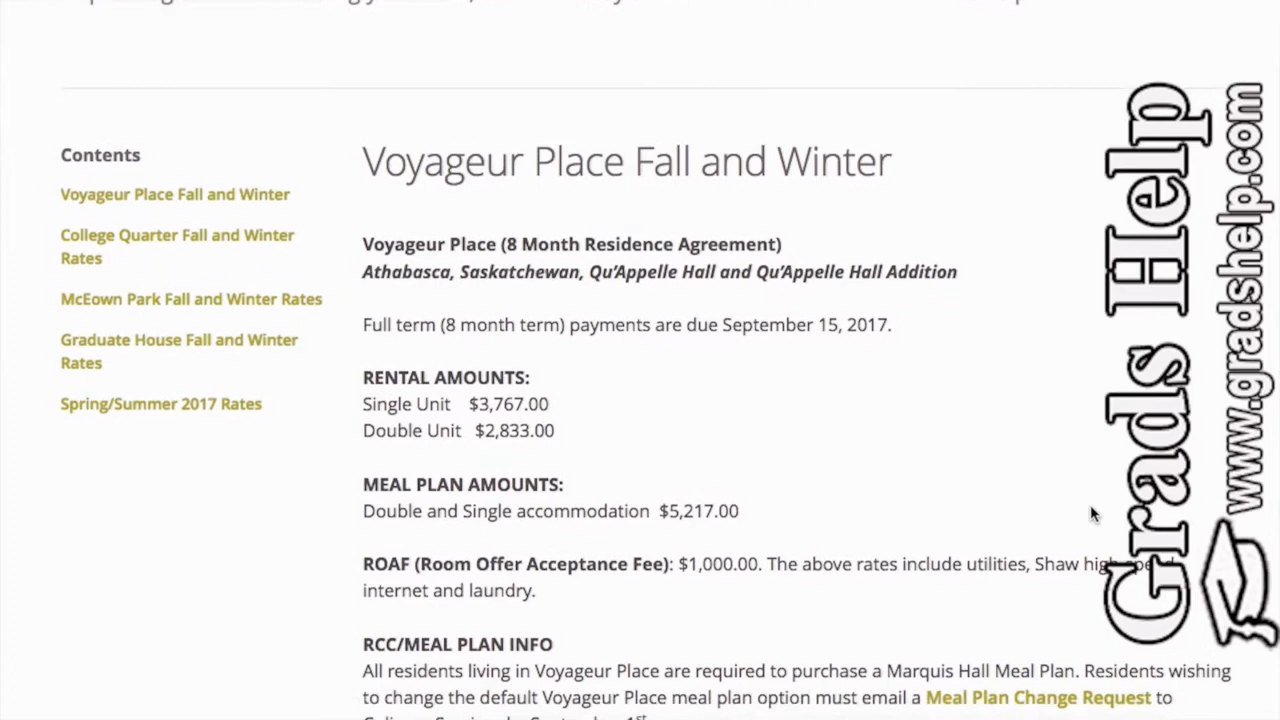 Contents
Voyageur Place Fall and Winter
College Quarter Fall and Winter
Rates
McEown Park Fall and Winter Rates
Graduate House Fall and Winter
Rates
Spring/Summer 2017 Rates
Voyageur Place Fall and Winter
Voyageur Place (8 Month Residence Agreement)
Athabasca, Saskatchewan, Qu’Appelle Hall and Qu’Appelle Hall Addition
Full term (8 month term) payments are due September 15, 2017.
RENTAL AMOUNTS:
Single Unit $3,767.00
Double Unit $2,833.00
MEAL PLAN AMOUNTS:
Double and Single accommodation $5,217.00
ROAF (Room Offer Acceptance Fee): $1,000.00. The above rates include utilities, Shaw high speed
internet and laundry.
RCC/MEAL PLAN INFO
All residents living in Voyageur Place are required to purchase a Marquis Hall Meal Plan. Residents wishing
to change the default Voyageur Place meal plan option must email a Meal Plan Change Request to
Grads Help
www.gradshelp.com